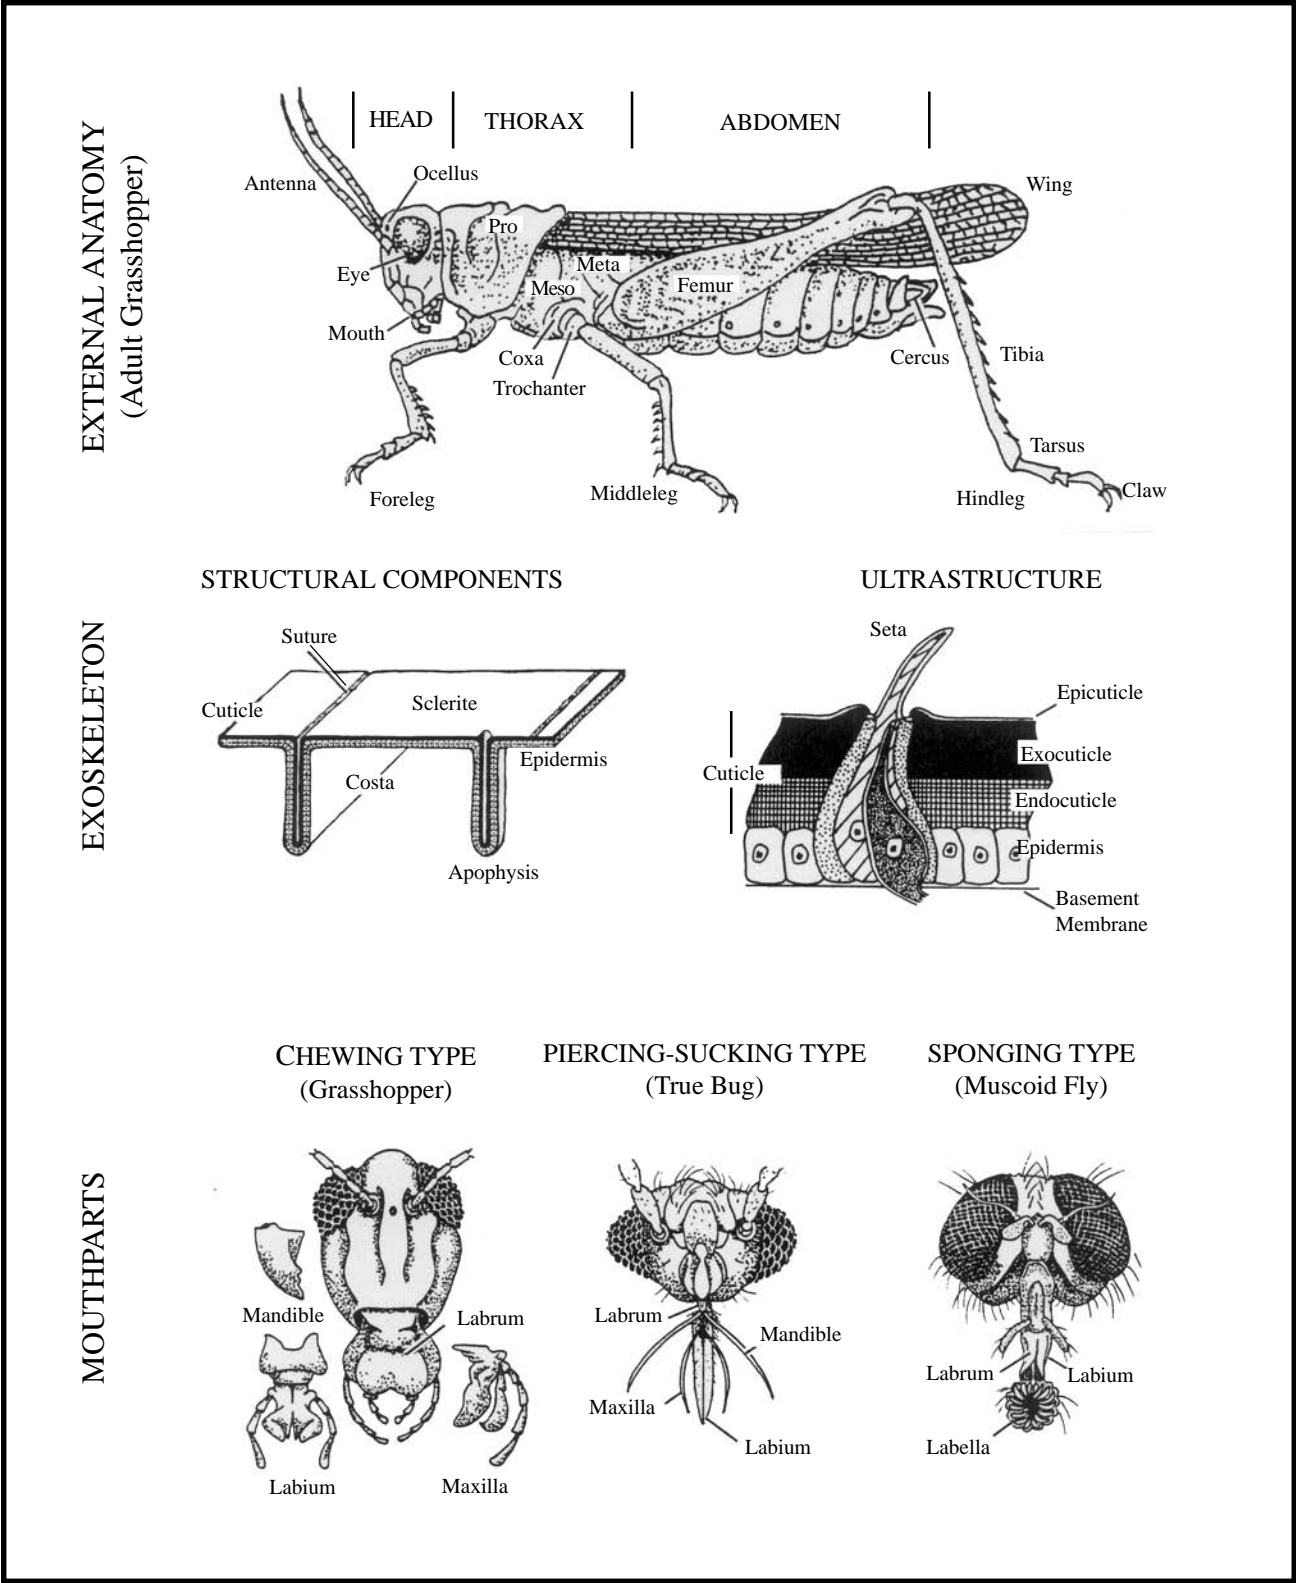 EXTERNAL ANATOMY
(Adult Grasshopper)
HEAD
THORAX
ABDOMEN
Antenna
Ocellus
Wing
Pro
Eye
Meta
Meso
Femur
Mouth
Coxa
Trochanter
Cercus
Tibia
Tarsus
Foreleg
Middleleg
Hindleg
Claw
EXOSKELETON
STRUCTURAL COMPONENTS
Suture
Cuticle
Sclerite
Epidermis
Costa
Apophysis
ULTRASTRUCTURE
Seta
Epicuticle
Cuticle
Exocuticle
Endocuticle
Epidermis
Basement
Membrane
MOUTHPARTS
CHEWING TYPE
(Grasshopper)
Mandible
Labrum
Labium
Maxilla
PIERCING-SUCKING TYPE
(True Bug)
Labrum
Mandible
Maxilla
Labium
SPONGING TYPE
(Muscoid Fly)
Labrum
Labium
Labella